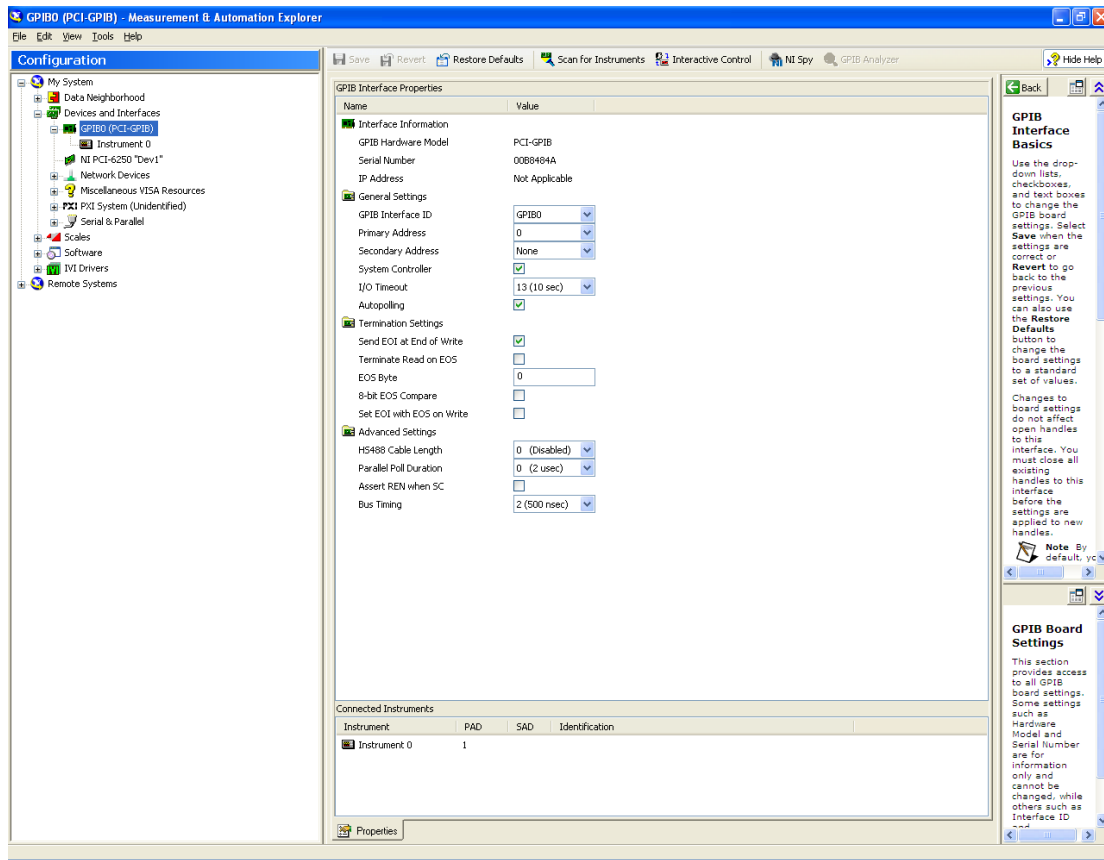 GPIB0 (PCI-GPIB) - Measurement & Automation Explorer
File Edit View Tools Help
Configuration
My System
Data Neighborhood
Devices and Interfaces
GPIB0 (PCI-GPIB)
Instrument 0
NI PCI-6250 "Dev1"
Network Devices
Miscellaneous VISA Resources
PXI PXI System (Unidentified)
Serial & Parallel
Scales
Software
IVI Drivers
Remote Systems
Save Revert Restore Defaults Scan for Instruments Interactive Control NI Spy GPIB Analyzer Hide Help
GPIB Interface Properties
Name Value
Interface Information
GPIB Hardware Model PCI-GPIB
Serial Number 00B8484A
IP Address Not Applicable
General Settings
GPIB Interface ID GPIB0
Primary Address 0
Secondary Address None
System Controller
I/O Timeout 13 (10 sec)
Autopolling
Termination Settings
Send EOI at End of Write
Terminate Read on EOS
EOS Byte 0
8-bit EOS Compare
Set EOI with EOS on Write
Advanced Settings
HS488 Cable Length 0 (Disabled)
Parallel Poll Duration 0 (2 usec)
Assert REN when SC
Bus Timing 2 (500 nsec)
Connected Instruments
Instrument PAD SAD Identification
Instrument 0 1
Properties
Back
GPIB
Interface
Basics
Use the drop-
down lists,
checkboxes,
and text boxes
to change the
GPIB board
settings. Select
Save when the
settings are
correct or
Revert to go
back to the
previous
settings. You
can also use
the Restore
Defaults
button to
change the
board settings
to a standard
set of values.
Changes to
board settings
do not affect
open handles
to this
interface. You
must close all
existing
handles to this
interface
before the
settings are
applied to new
handles.
Note By
default, yo
GPIB Board
Settings
This section
provides access
to all GPIB
board settings.
Some settings
such as
Hardware
Model and
Serial Number
are for
information
only and
cannot be
changed, while
others such as
Interface ID